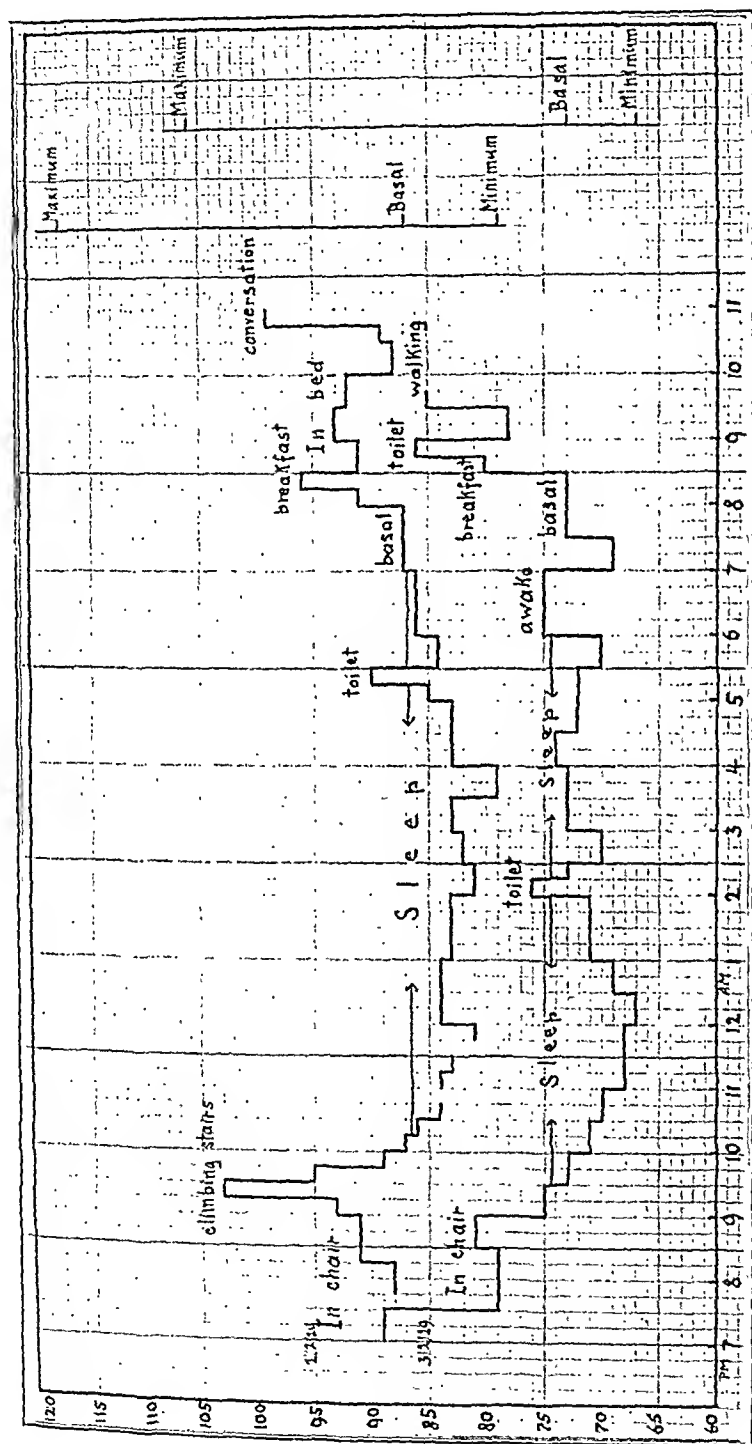 120
115
110
105
100
95
90
85
80
75
70
65
60
Maximum
Basal
Minimum
Maximum
Basal
Minimum
climbing stairs
In chair
Sleep
toilet
basal
breakfast
In bed
conversation
In chair
3/2/29
Sleep
toilet
Sleep
awake
basal
breakfast
toilet
walking
PM 7 8 9 10 11 12 AM 2 3 4 5 6 7 8 9 10 11